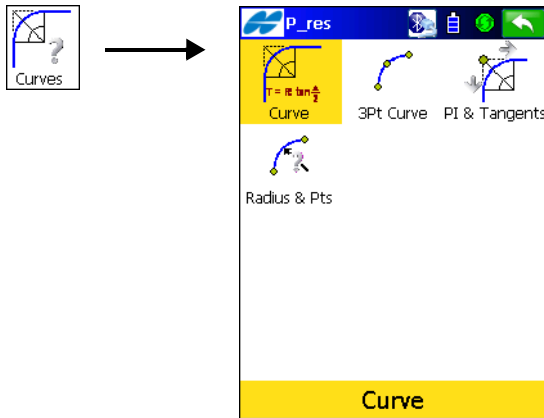 Curves
P_res
T = R tan Δ/2
Curve
3Pt Curve
PI & Tangents
Radius & Pts
Curve